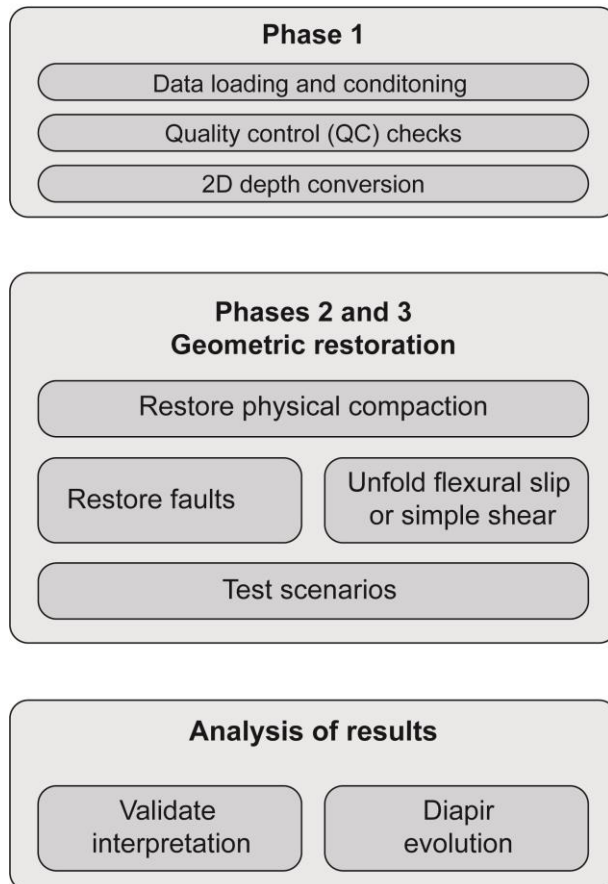 Phase 1
Data loading and conditoning
Quality control (QC) checks
2D depth conversion
Phases 2 and 3
Geometric restoration
Restore physical compaction
Restore faults
Unfold flexural slip
or simple shear
Test scenarios
Analysis of results
Validate
interpretation
Diapir
evolution